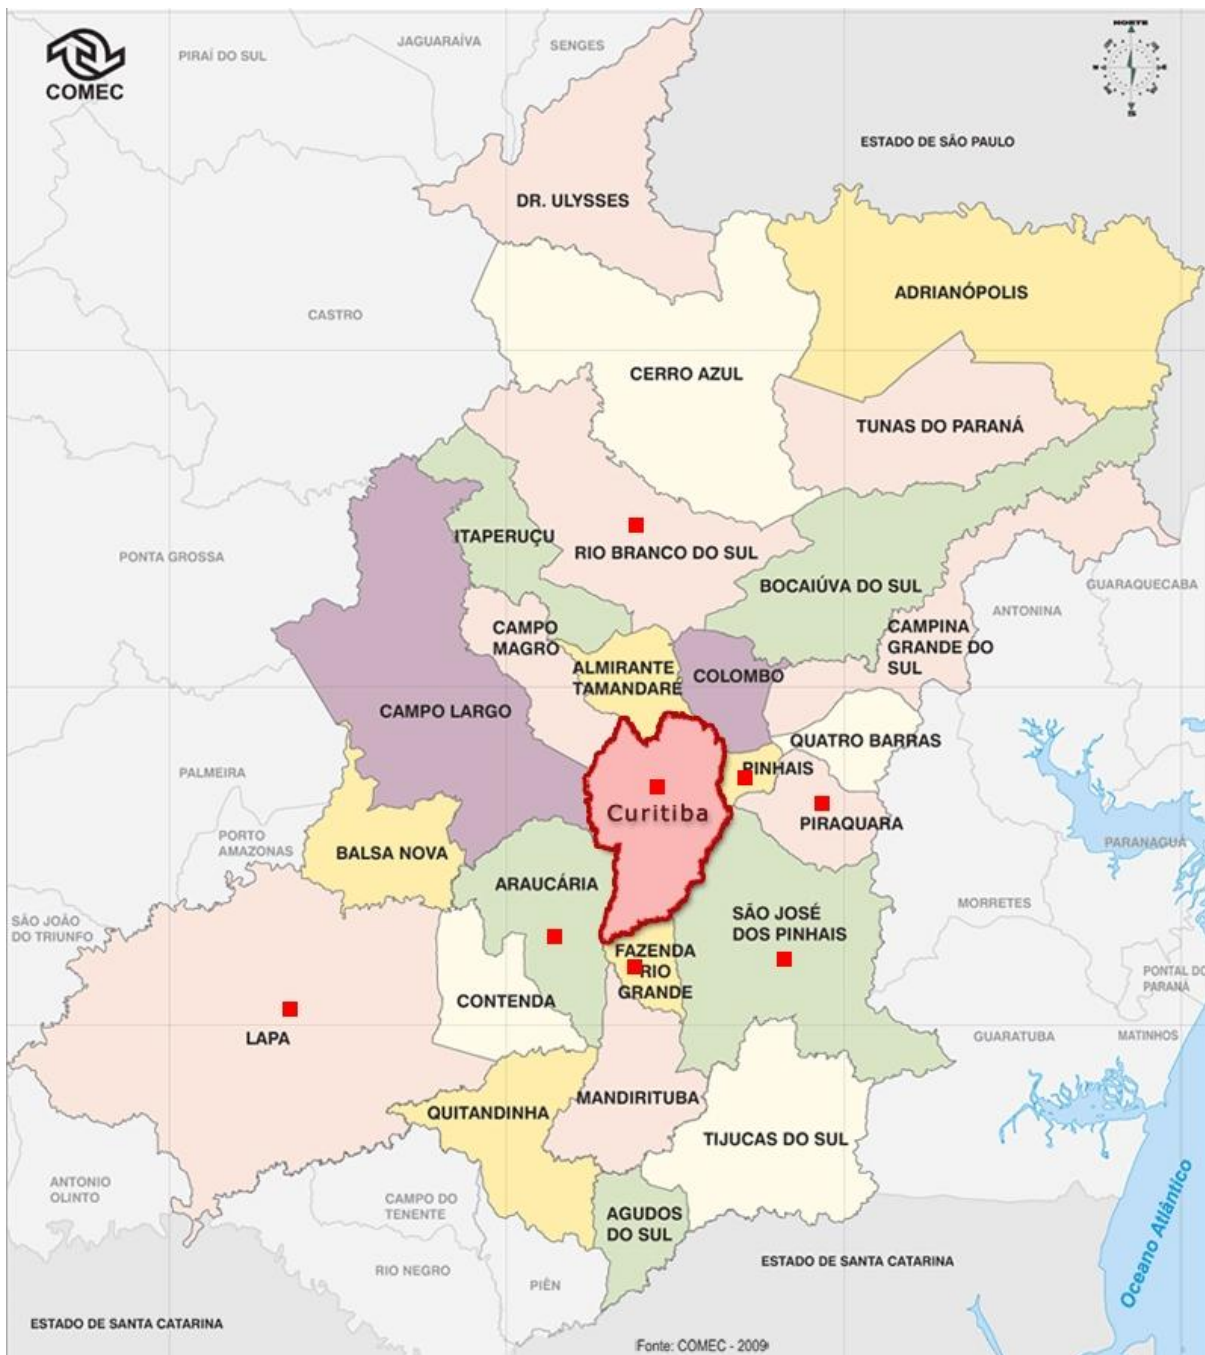 COMEC
PIRAÍ DO SUL
JAGUARAÍVA
SENGES
NORTE
S
ESTADO DE SÃO PAULO
DR. ULYSSES
ADRIANÓPOLIS
CASTRO
CERRO AZUL
TUNAS DO PARANÁ
ITAPERUÇU
RIO BRANCO DO SUL
PONTA GROSSA
BOCAIÚVA DO SUL
GUARAQUECABA
ANTONINA
CAMPO
MAGRO
CAMPINA
GRANDE DO
SUL
ALMIRANTE
TAMANDARÉ
COLOMBO
CAMPO LARGO
QUATRO BARRAS
PINHAIS
PALMEIRA
Curitiba
PIRAQUARA
PORTO
AMAZONAS
BALSA NOVA
PARANAGUÁ
ARAUCÁRIA
SÃO JOSÉ
DOS PINHAIS
MORRETES
SÃO JOÃO
DO TRIUNFO
FAZENDA
RIO
GRANDE
PONTAL DO
PARANÁ
CONTENDA
LAPA
GUARATUBA
MATINHOS
MANDIRITUBA
QUITANDINHA
TIJUCAS DO SUL
ANTONIO
OLINTO
CAMPO DO
TENENTE
AGUDOS
DO SUL
Oceano Atlântico
RIO NEGRO
PIÊN
ESTADO DE SANTA CATARINA
ESTADO DE SANTA CATARINA
Fonte: COMEC - 2009